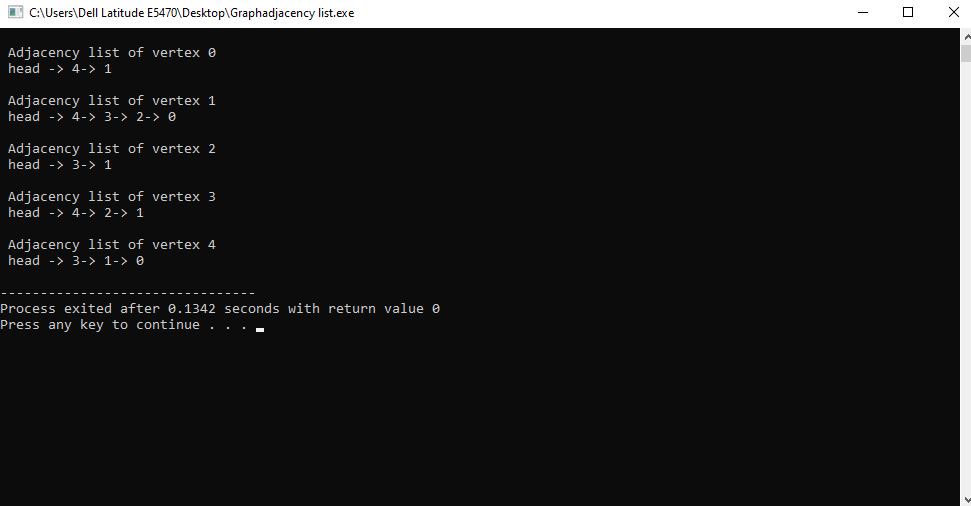 C:\Users\Dell Latitude E5470\Desktop\Graphadjacency list.exe
Adjacency list of vertex 0
head -> 4-> 1
Adjacency list of vertex 1
head -> 4-> 3-> 2-> 0
Adjacency list of vertex 2
head -> 3-> 1
Adjacency list of vertex 3
head -> 4-> 2-> 1
Adjacency list of vertex 4
head -> 3-> 1-> 0
--------------------------------
Process exited after 0.1342 seconds with return value 0
Press any key to continue . . .